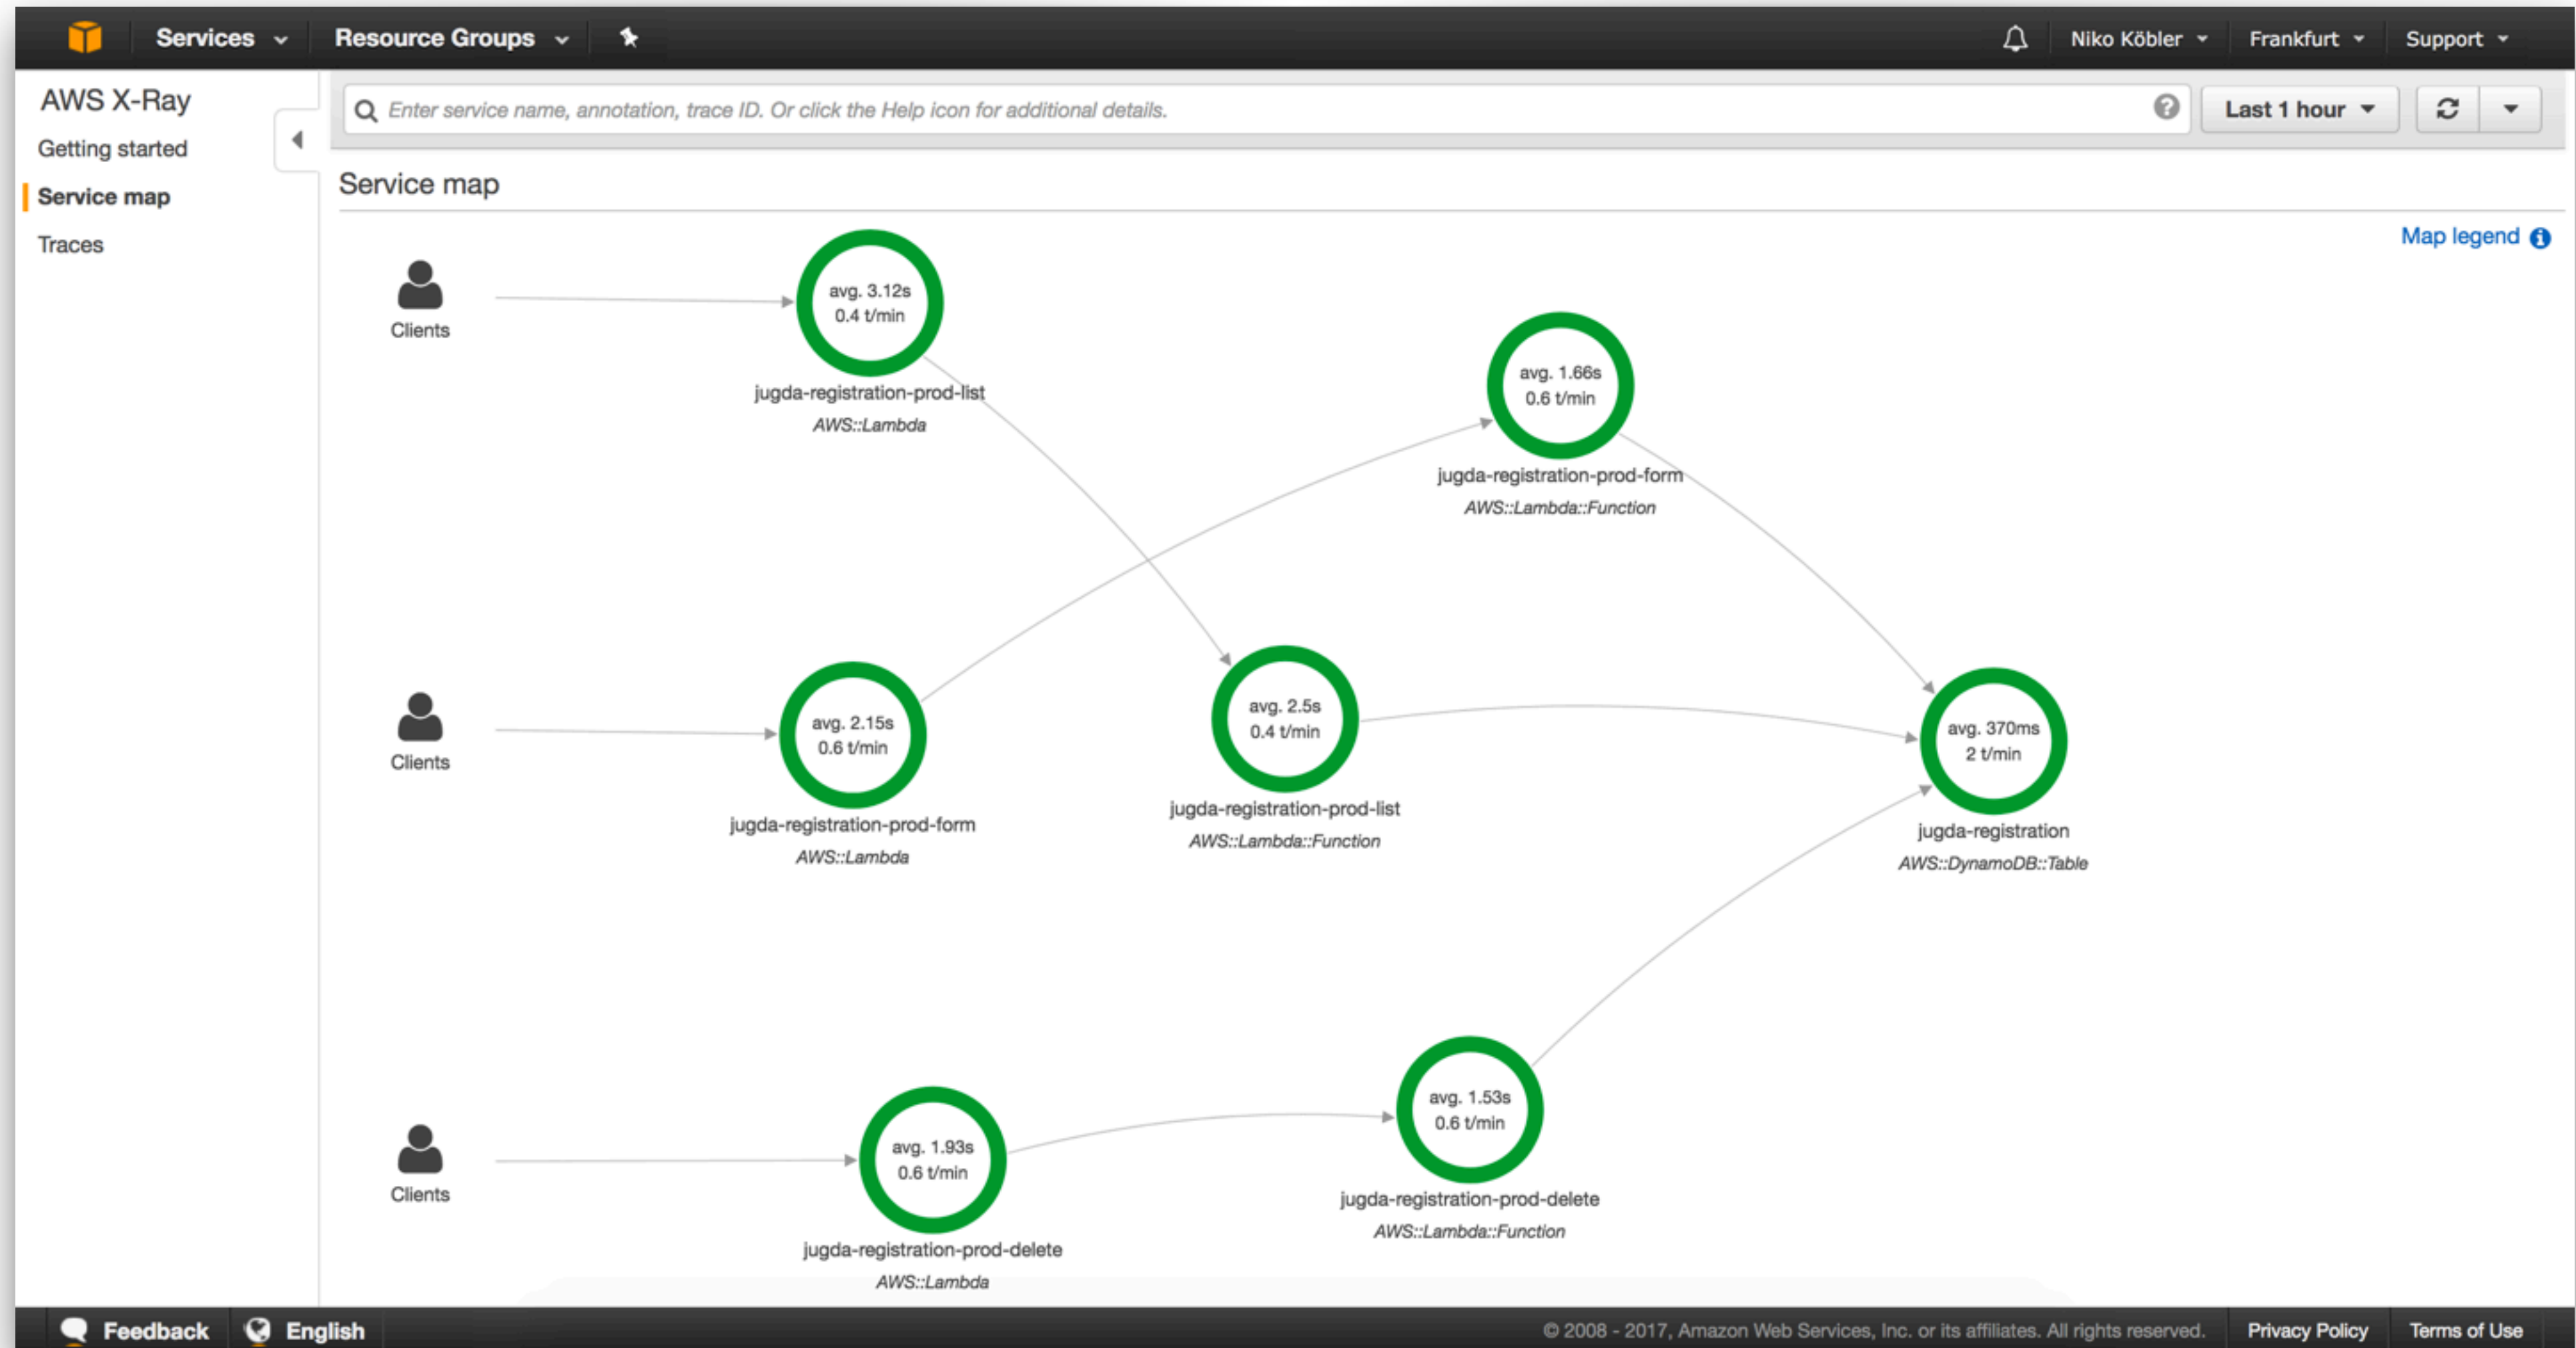 Services
Resource Groups
Niko Köbler
Frankfurt
Support
AWS X-Ray
Getting started
Service map
Traces
Enter service name, annotation, trace ID. Or click the Help icon for additional details.
?
Last 1 hour
Service map
Map legend i
Clients
avg. 3.12s
0.4 t/min
jugda-registration-prod-list
AWS::Lambda
avg. 1.66s
0.6 t/min
jugda-registration-prod-form
AWS::Lambda::Function
Clients
avg. 2.15s
0.6 t/min
jugda-registration-prod-form
AWS::Lambda
avg. 2.5s
0.4 t/min
jugda-registration-prod-list
AWS::Lambda::Function
avg. 370ms
2 t/min
jugda-registration
AWS::DynamoDB::Table
Clients
avg. 1.93s
0.6 t/min
jugda-registration-prod-delete
AWS::Lambda
avg. 1.53s
0.6 t/min
jugda-registration-prod-delete
AWS::Lambda::Function
Feedback
English
© 2008 - 2017, Amazon Web Services, Inc. or its affiliates. All rights reserved.
Privacy Policy
Terms of Use